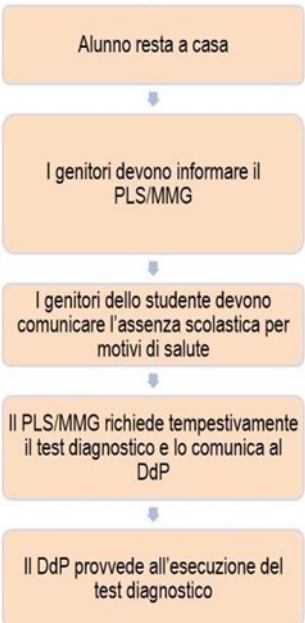 Alunno resta a casa
I genitori devono informare il
PLS/MMG
I genitori dello studente devono
comunicare l'assenza scolastica per
motivi di salute
Il PLS/MMG richiede tempestivamente
il test diagnostico e lo comunica al
DdP
Il DdP provvede all'esecuzione del
test diagnostico